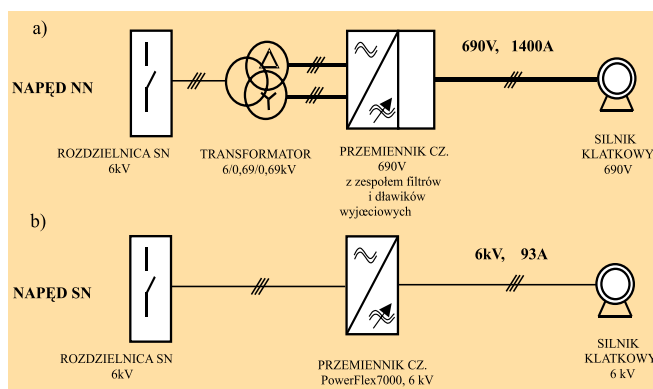 a)
690V, 1400A
NAPĘD NN
ROZDZIELNICA SN
6kV
TRANSFORMATOR
6/0,69/0,69kV
PRZEMIENNIK CZ.
690V
z zespołem filtrów
i dławików
wyjœciowych
SILNIK
KLATKOWY
690V
b)
6kV, 93A
NAPĘD SN
ROZDZIELNICA SN
6kV
PRZEMIENNIK CZ.
PowerFlex7000, 6 kV
SILNIK
KLATKOWY
6 kV